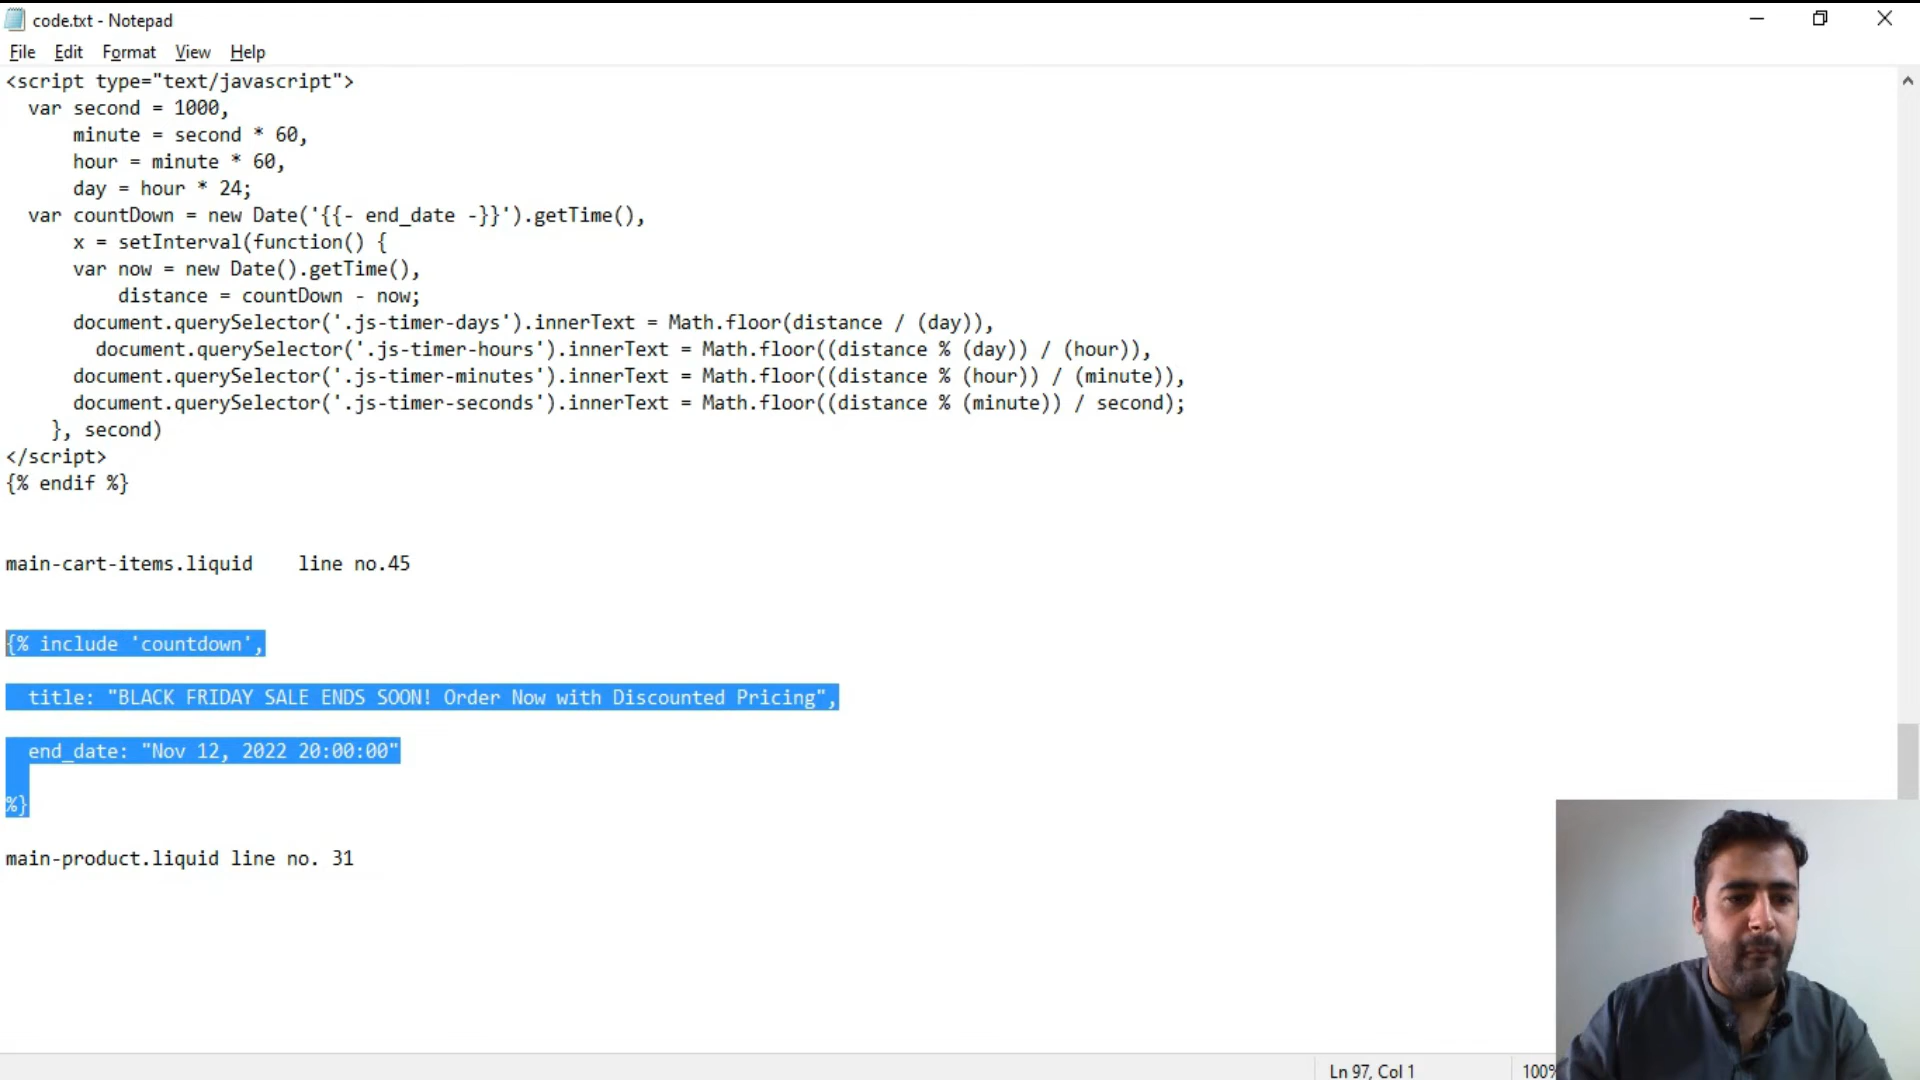 code.txt - Notepad
File Edit Format View Help
<script type="text/javascript">
  var second = 1000,
      minute = second * 60,
      hour = minute * 60,
      day = hour * 24;
  var countDown = new Date('{{- end_date -}}').getTime(),
      x = setInterval(function() {
      var now = new Date().getTime(),
          distance = countDown - now;
      document.querySelector('.js-timer-days').innerText = Math.floor(distance / (day)),
        document.querySelector('.js-timer-hours').innerText = Math.floor((distance % (day)) / (hour)),
      document.querySelector('.js-timer-minutes').innerText = Math.floor((distance % (hour)) / (minute)),
      document.querySelector('.js-timer-seconds').innerText = Math.floor((distance % (minute)) / second);
    }, second)
</script>
{% endif %}
main-cart-items.liquid    line no.45
{% include 'countdown',
  title: "BLACK FRIDAY SALE ENDS SOON! Order Now with Discounted Pricing",
  end_date: "Nov 12, 2022 20:00:00"
%}
main-product.liquid line no. 31
Ln 97, Col 1 100%